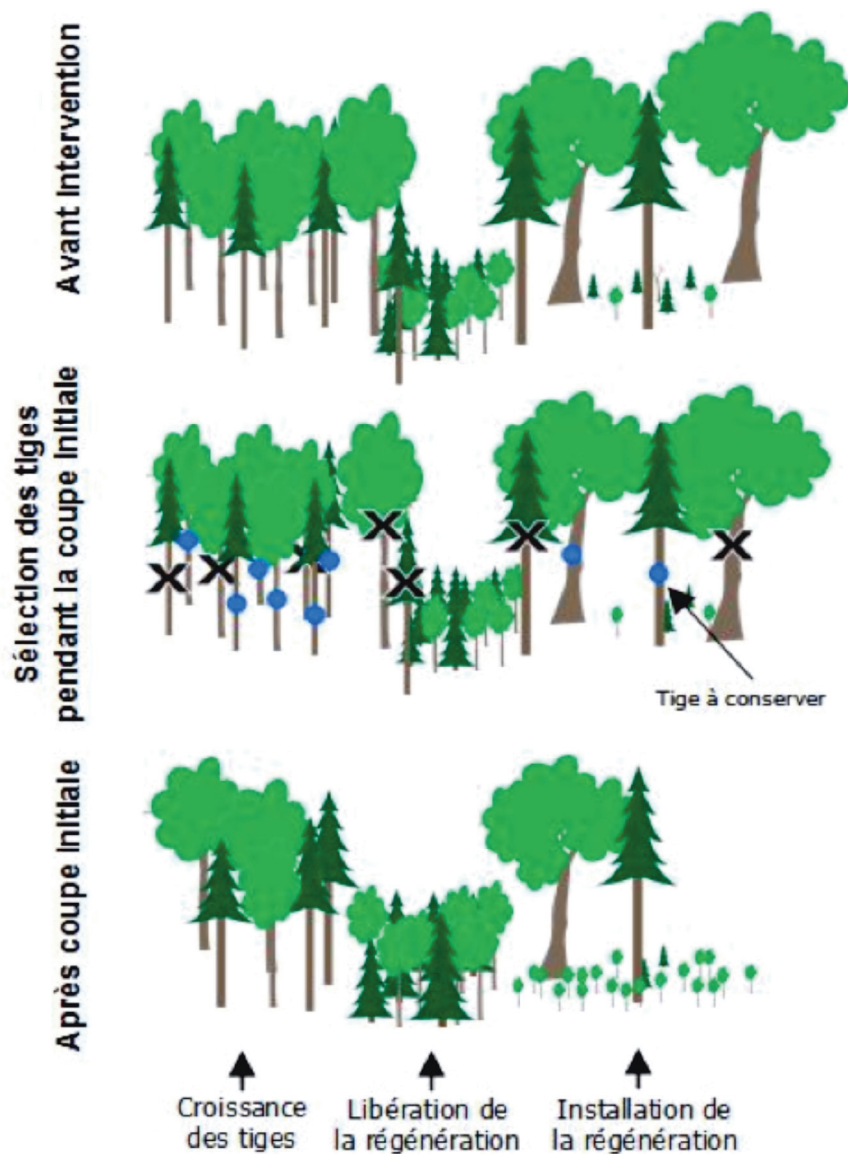 Avant Intervention
Sélection des tiges
pendant la coupe Initiale
Tige à conserver
Après coupe initiale
Croissance
des tiges
Libération de
la régénération
Installation de
la régénération